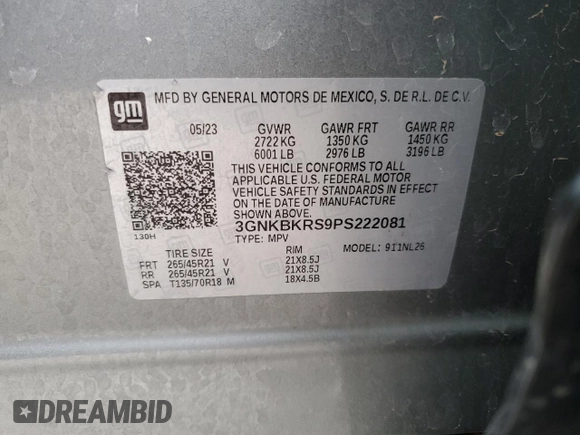 gm
MFD BY GENERAL MOTORS DE MEXICO, S. DE R.L. DE C.V.
05/23 GVWR GAWR FRT GAWR RR
2722 KG 1350 KG 1450 KG
6001 LB 2976 LB 3196 LB
THIS VEHICLE CONFORMS TO ALL
APPLICABLE U.S. FEDERAL MOTOR
VEHICLE SAFETY STANDARDS IN EFFECT
ON THE DATE OF MANUFACTURE
SHOWN ABOVE.
3GNKBKRS9PS222081
130H TYPE: MPV MODEL: 911NL26
TIRE SIZE RIM
FRT 265/45R21 V 21X8.5J
RR 265/45R21 V 21X8.5J
SPA T135/70R18 M 18X4.5B
DREAMBID